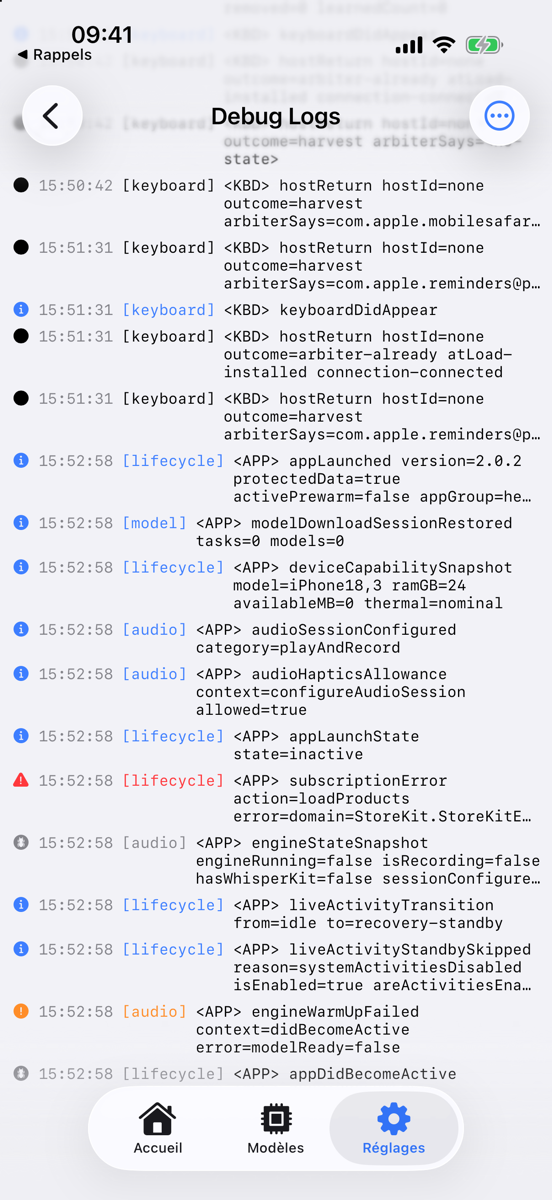 09:41
◀ Rappels
Debug Logs
outcome=harvest arbiterSays=
state>
15:50:42 [keyboard] <KBD> hostReturn hostId=none
outcome=harvest
arbiterSays=com.apple.mobilesafar…
15:51:31 [keyboard] <KBD> hostReturn hostId=none
outcome=harvest
arbiterSays=com.apple.reminders@p…
15:51:31 [keyboard] <KBD> keyboardDidAppear
15:51:31 [keyboard] <KBD> hostReturn hostId=none
outcome=arbiter-already atLoad-
installed connection-connected
15:51:31 [keyboard] <KBD> hostReturn hostId=none
outcome=harvest
arbiterSays=com.apple.reminders@p…
15:52:58 [lifecycle] <APP> appLaunched version=2.0.2
protectedData=true
activePrewarm=false appGroup=he…
15:52:58 [model] <APP> modelDownloadSessionRestored
tasks=0 models=0
15:52:58 [lifecycle] <APP> deviceCapabilitySnapshot
model=iPhone18,3 ramGB=24
availableMB=0 thermal=nominal
15:52:58 [audio] <APP> audioSessionConfigured
category=playAndRecord
15:52:58 [audio] <APP> audioHapticsAllowance
context=configureAudioSession
allowed=true
15:52:58 [lifecycle] <APP> appLaunchState
state=inactive
15:52:58 [lifecycle] <APP> subscriptionError
action=loadProducts
error=domain=StoreKit.StoreKitE…
15:52:58 [audio] <APP> engineStateSnapshot
engineRunning=false isRecording=false
hasWhisperKit=false sessionConfigure…
15:52:58 [lifecycle] <APP> liveActivityTransition
from=idle to=recovery-standby
15:52:58 [lifecycle] <APP> liveActivityStandbySkipped
reason=systemActivitiesDisabled
isEnabled=true areActivitiesEna…
15:52:58 [audio] <APP> engineWarmUpFailed
context=didBecomeActive
error=modelReady=false
15:52:58 [lifecycle] <APP> appDidBecomeActive
Accueil
Modèles
Réglages